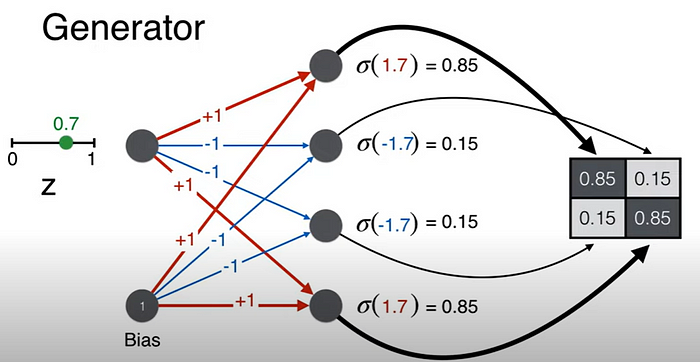 Generator
0.7
0 1
z
+1
-1
-1
+1
+1
-1
-1
+1
1
Bias
σ(1.7) = 0.85
σ(-1.7) = 0.15
σ(-1.7) = 0.15
σ(1.7) = 0.85
0.85 0.15
0.15 0.85